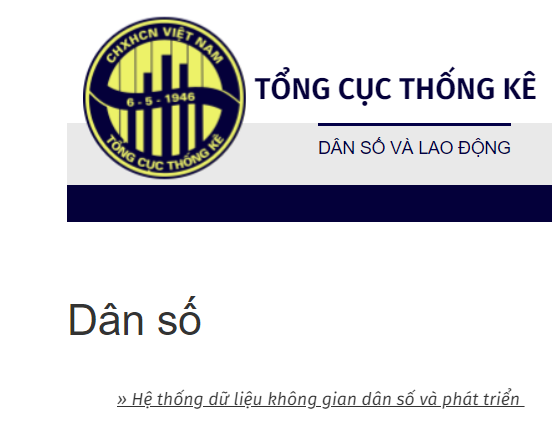 CHXHCN VIỆT NAM
6 - 5 - 1946
TỔNG CỤC THỐNG KÊ
TỔNG CỤC THỐNG KÊ
DÂN SỐ VÀ LAO ĐỘNG
Dân số
» Hệ thống dữ liệu không gian dân số và phát triển